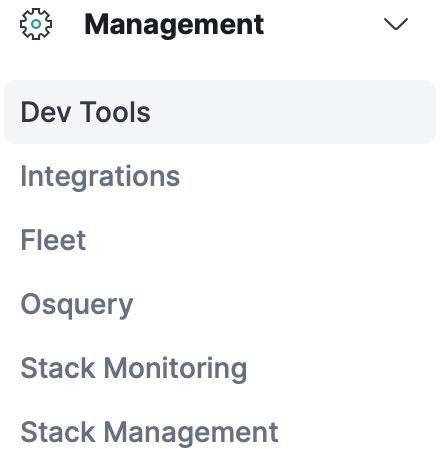 Management
Dev Tools
Integrations
Fleet
Osquery
Stack Monitoring
Stack Management